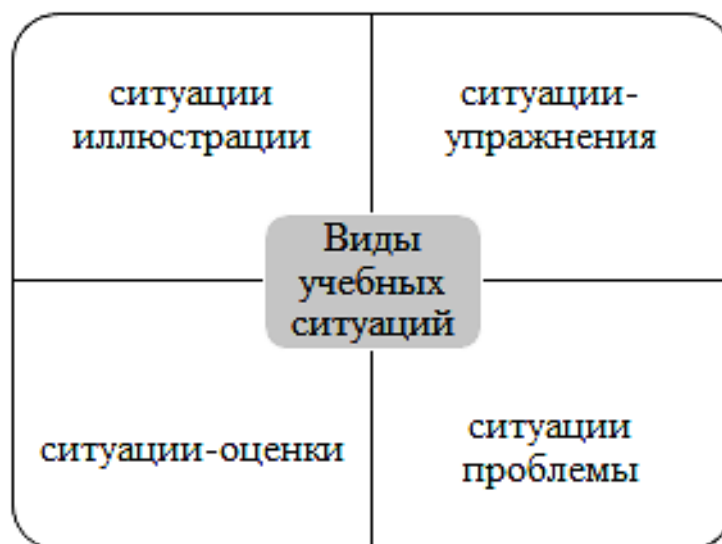 ситуации
иллюстрации
ситуации-
упражнения
Виды
учебных
ситуаций
ситуации-оценки
ситуации
проблемы